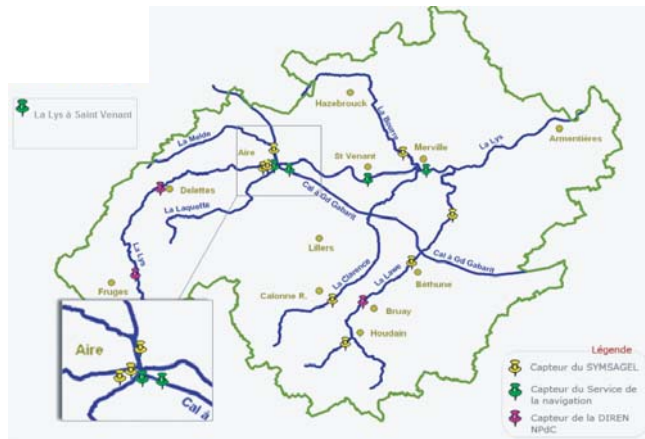 La Lys à Saint Venant
Hazebrouck
La Bourre
La Melde
Aire
St Venant
Merville
La Lys
Armentières
Delettes
La Laquette
Cal à Gd Gabarit
La Lys
Lillers
La Clarence
La Lawe
Cal à Gd Gabarit
Béthune
Fruges
Calonne R.
Bruay
Houdain
Aire
Cal à
Légende
Capteur du SYMSAGEL
Capteur du Service de
la navigation
Capteur de la DIREN
NPdC